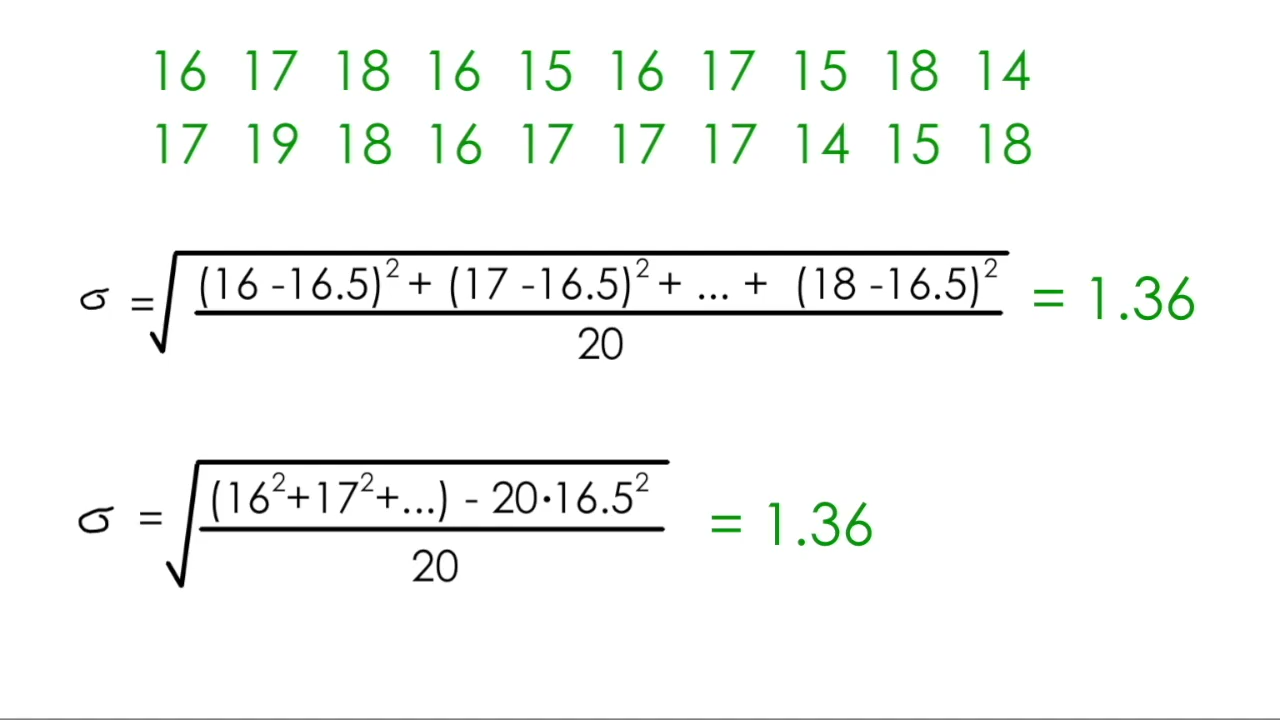 16 17 18 16 15 16 17 15 18 14
17 19 18 16 17 17 17 14 15 18
σ = √(((16 -16.5)² + (17 -16.5)² + ... + (18 -16.5)²) / 20) = 1.36
σ = √(((16²+17²+...) - 20·16.5²) / 20) = 1.36